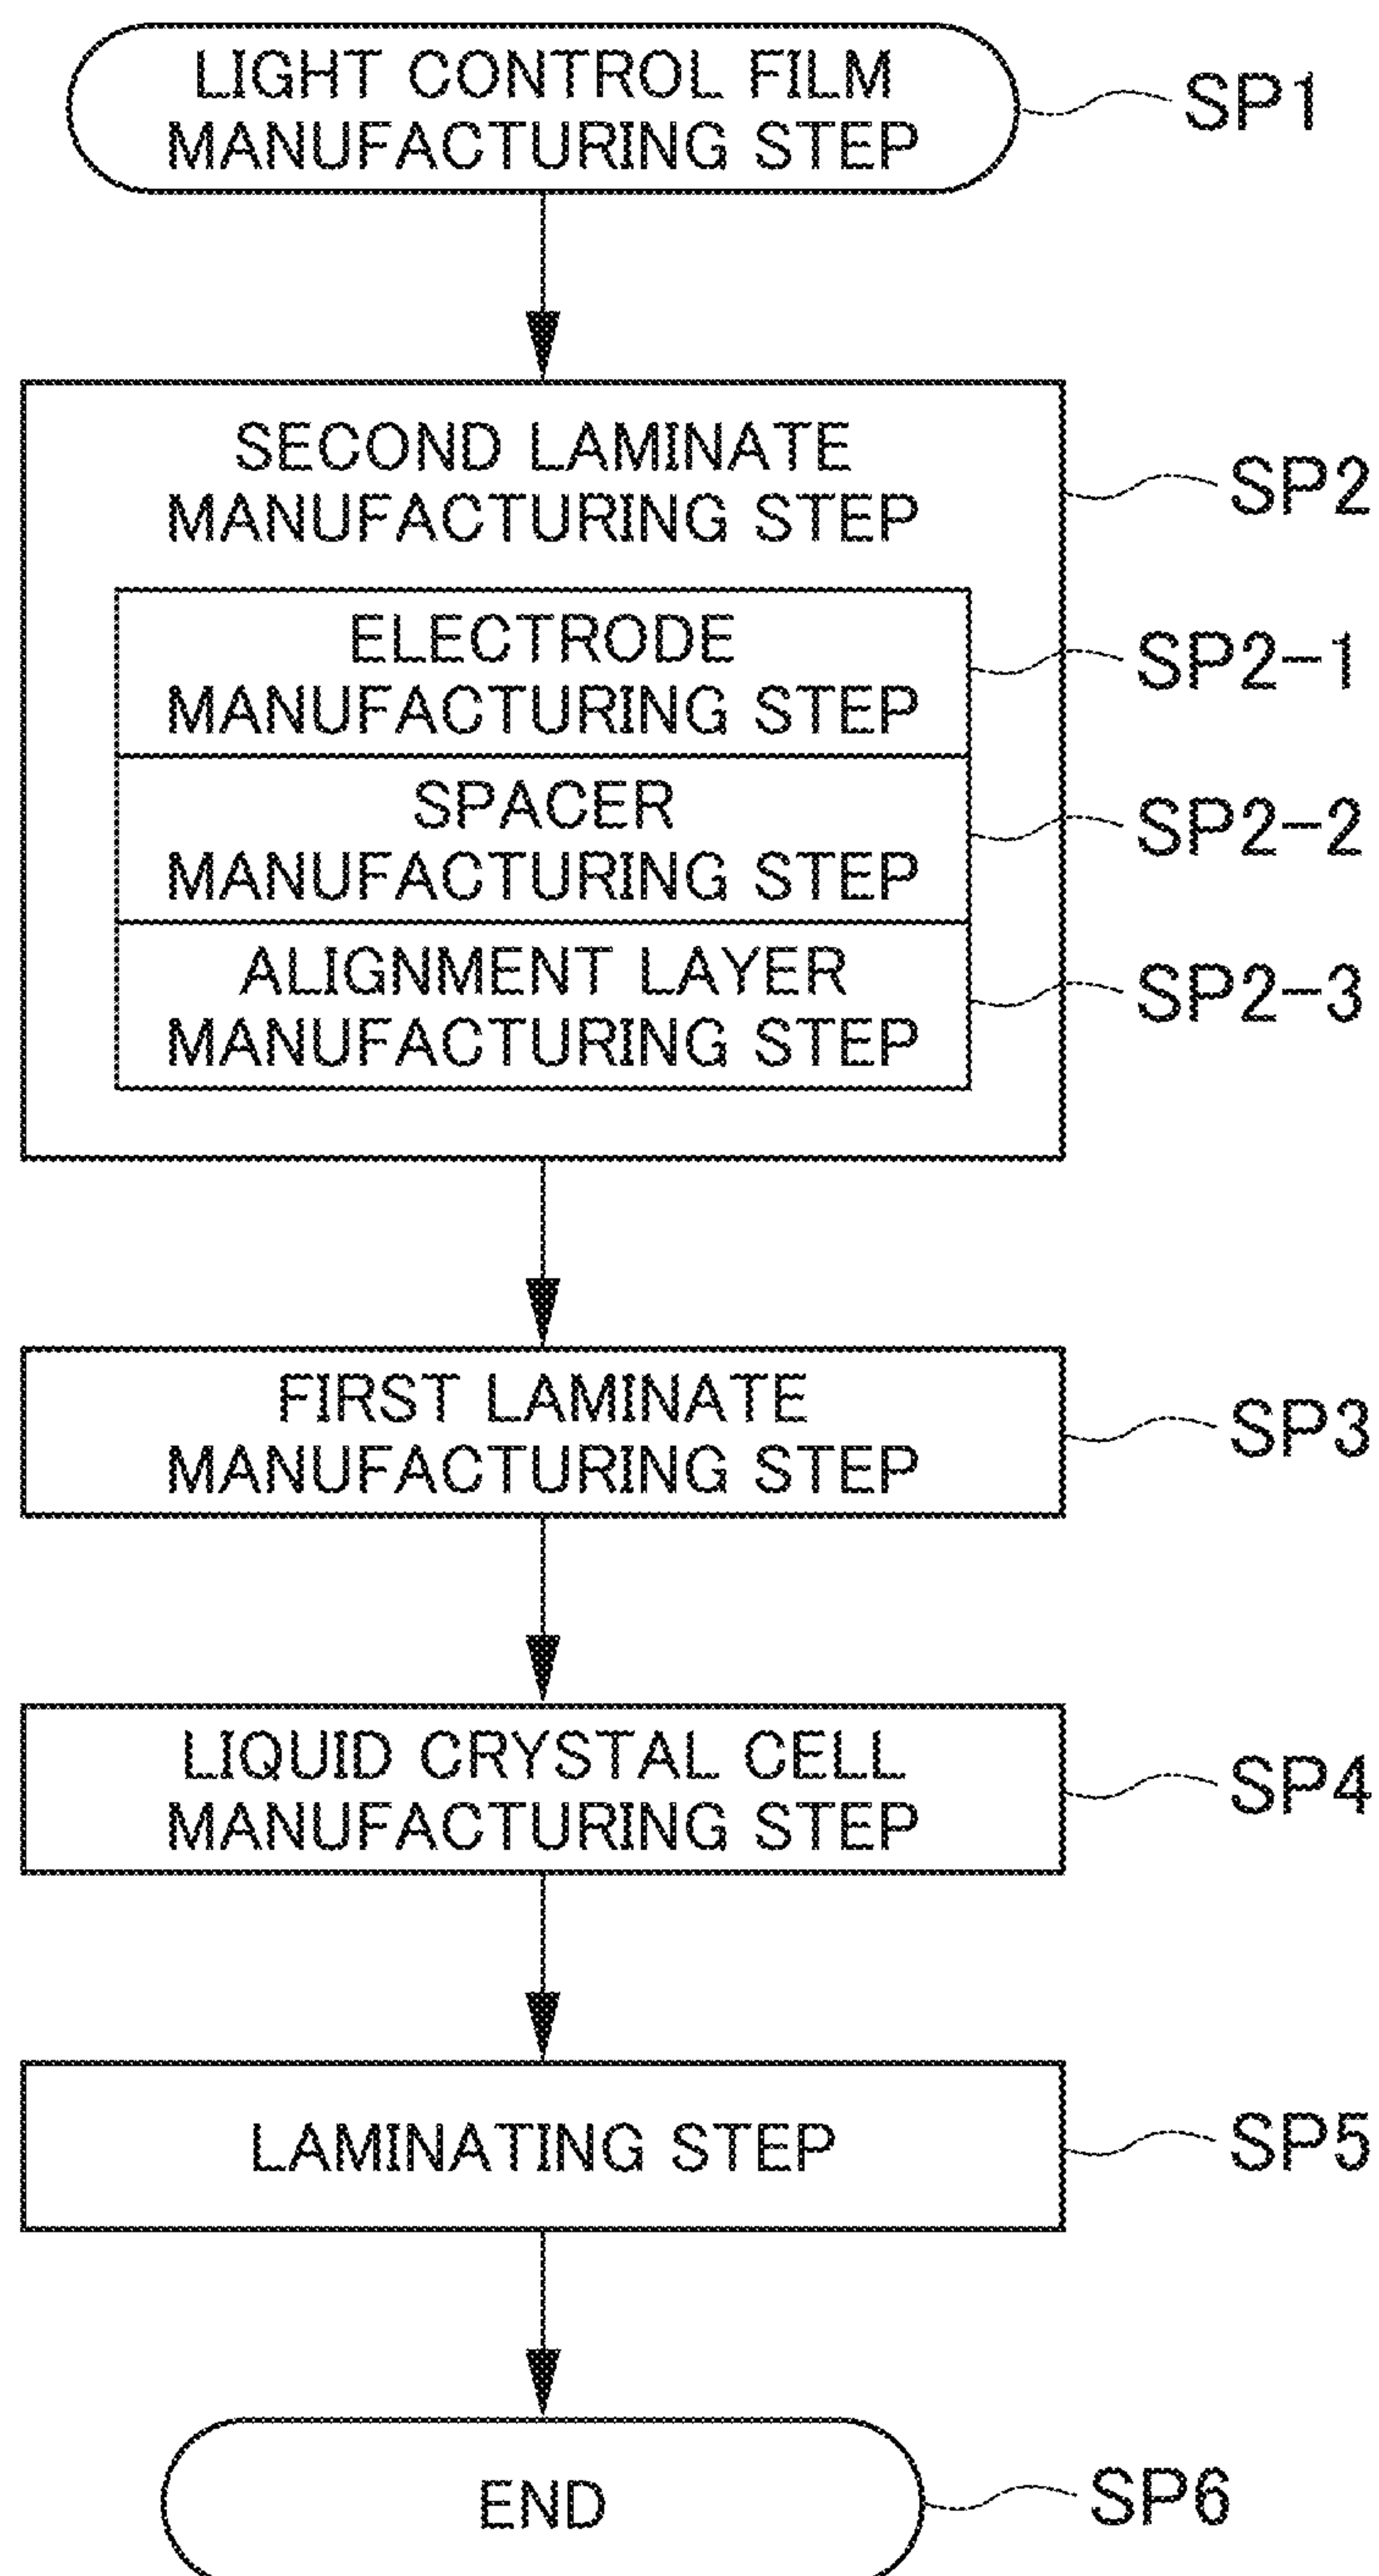 LIGHT CONTROL FILM
MANUFACTURING STEP
SP1
SECOND LAMINATE
MANUFACTURING STEP
SP2
ELECTRODE
MANUFACTURING STEP
SP2-1
SPACER
MANUFACTURING STEP
SP2-2
ALIGNMENT LAYER
MANUFACTURING STEP
SP2-3
FIRST LAMINATE
MANUFACTURING STEP
SP3
LIQUID CRYSTAL CELL
MANUFACTURING STEP
SP4
LAMINATING STEP
SP5
END
SP6